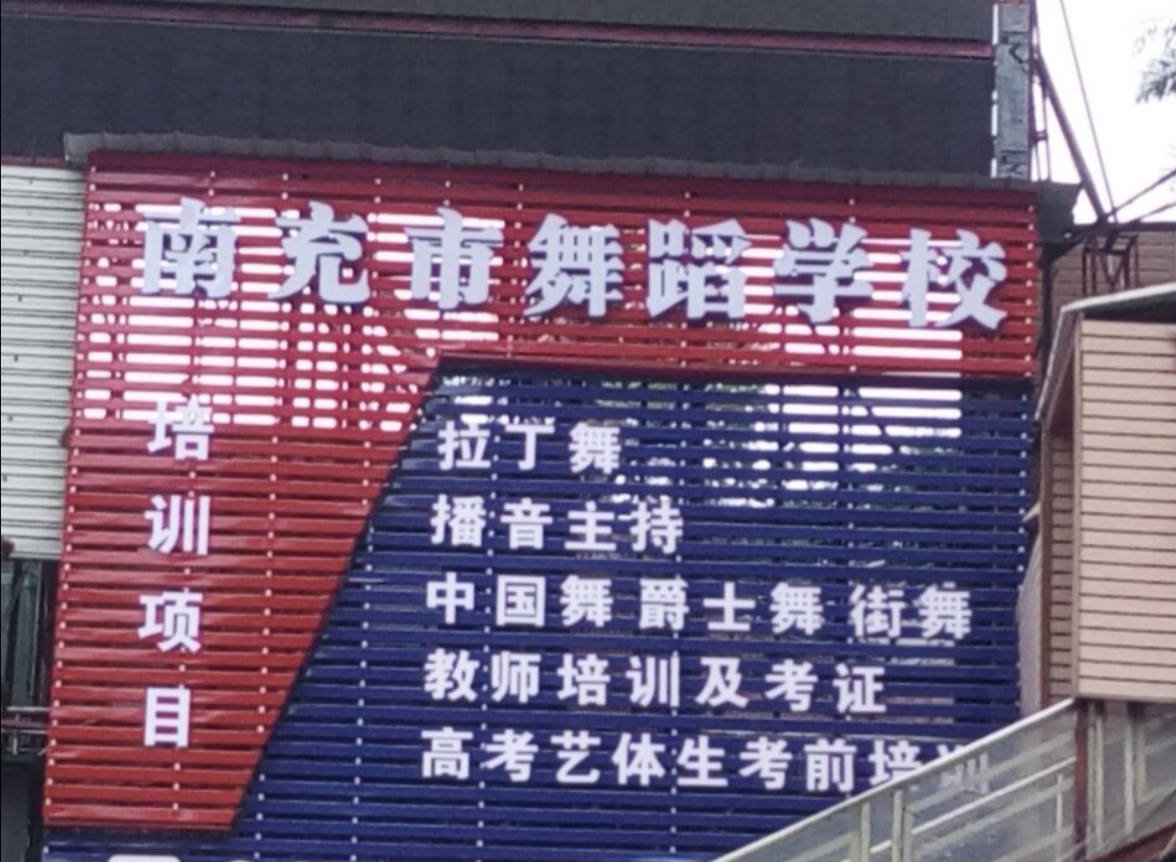 南充市舞蹈学校
培训项目
拉丁舞
播音主持
中国舞 爵士舞 街舞
教师培训及考证
高考艺体生考前培训